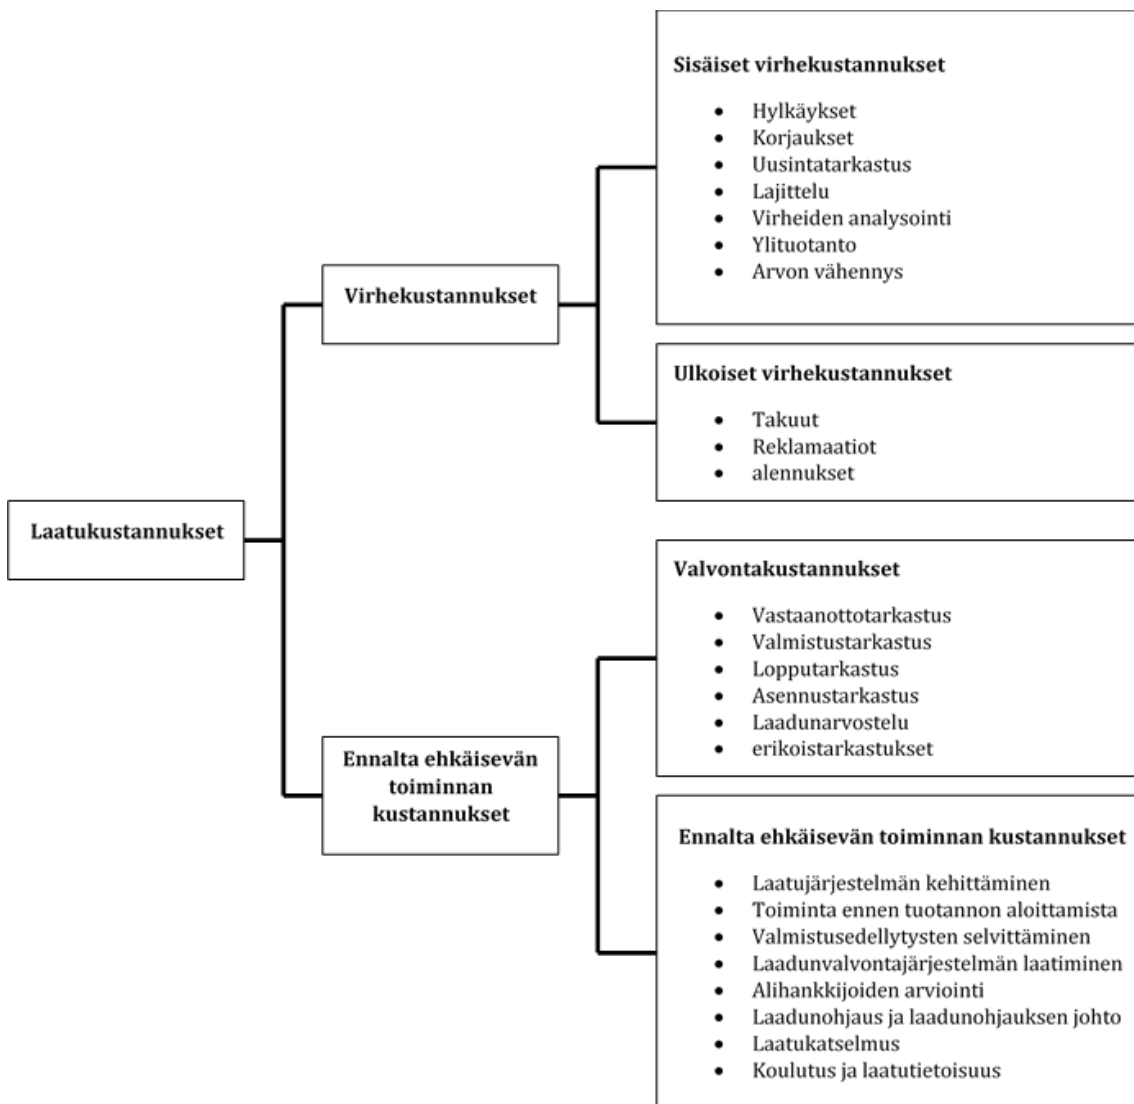 Sisäiset virhekustannukset
• Hylkäykset
• Korjaukset
• Uusintatarkastus
• Lajittelu
• Virheiden analysointi
• Ylituotanto
• Arvon vähennys
Virhekustannukset
Ulkoiset virhekustannukset
• Takuut
• Reklamaatiot
• alennukset
Laatukustannukset
Valvontakustannukset
• Vastaanottotarkastus
• Valmistustarkastus
• Lopputarkastus
• Asennustarkastus
• Laadunarvostelu
• erikoistarkastukset
Ennalta ehkäisevän
toiminnan
kustannukset
Ennalta ehkäisevän toiminnan kustannukset
• Laatujärjestelmän kehittäminen
• Toiminta ennen tuotannon aloittamista
• Valmistusedellytysten selvittäminen
• Laadunvalvontajärjestelmän laatiminen
• Alihankkijoiden arviointi
• Laadunohjaus ja laadunohjauksen johto
• Laatukatselmus
• Koulutus ja laatutietoisuus